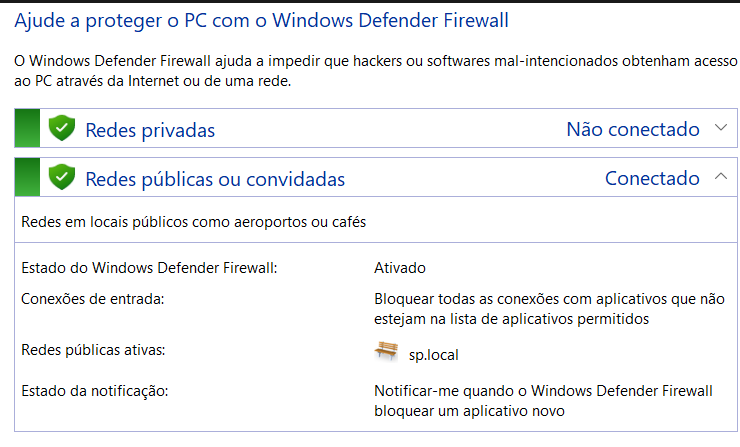 Ajude a proteger o PC com o Windows Defender Firewall
O Windows Defender Firewall ajuda a impedir que hackers ou softwares mal-intencionados obtenham acesso
ao PC através da Internet ou de uma rede.
Redes privadas Não conectado
Redes públicas ou convidadas Conectado
Redes em locais públicos como aeroportos ou cafés
Estado do Windows Defender Firewall: Ativado
Conexões de entrada: Bloquear todas as conexões com aplicativos que não
estejam na lista de aplicativos permitidos
Redes públicas ativas: sp.local
Estado da notificação: Notificar-me quando o Windows Defender Firewall
bloquear um aplicativo novo